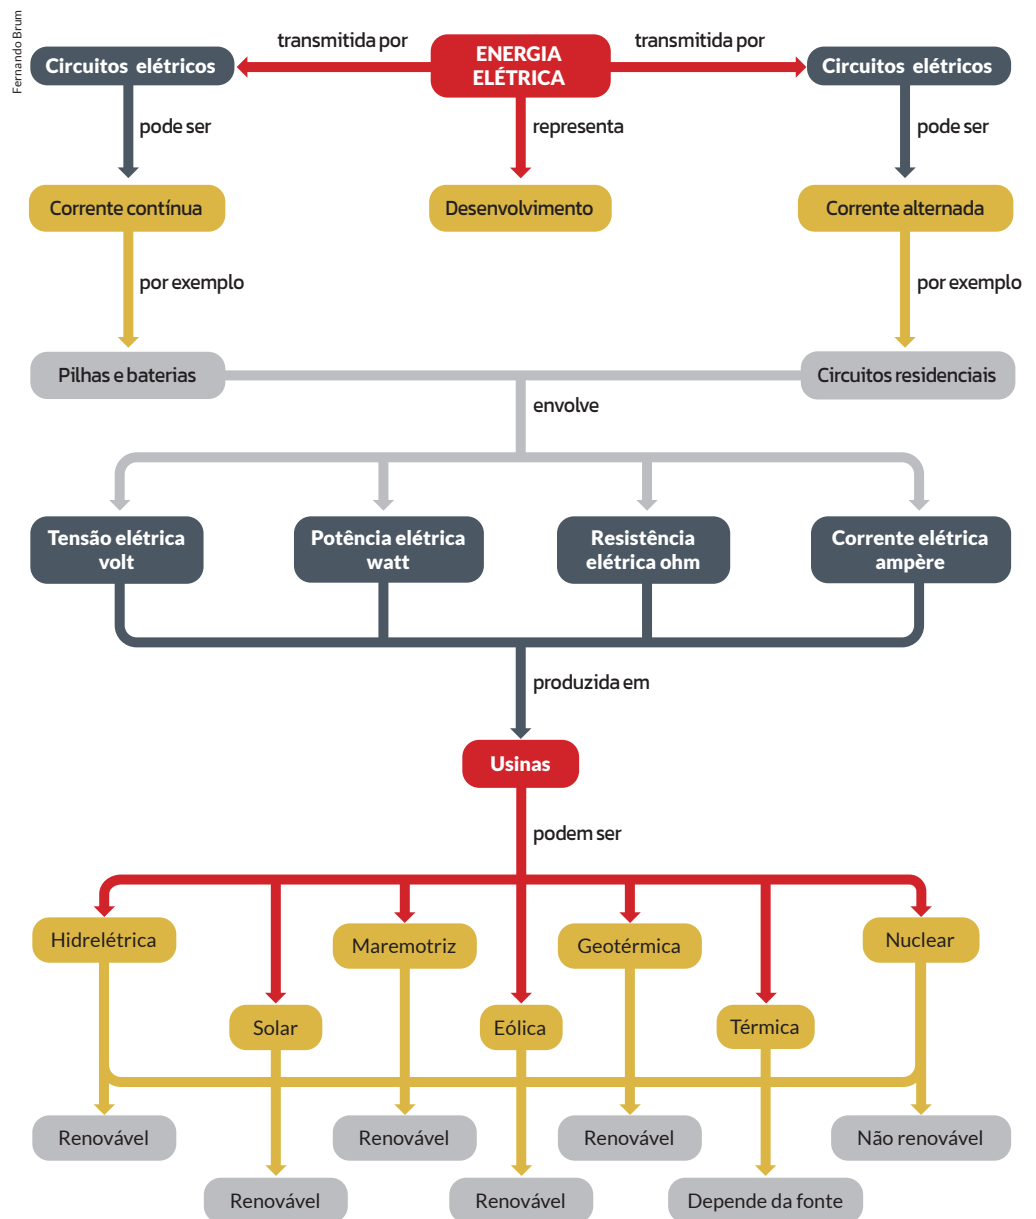 Fernando Brum
transmitida por
ENERGIA
ELÉTRICA
transmitida por
Circuitos elétricos
Circuitos elétricos
pode ser
representa
pode ser
Corrente contínua
Desenvolvimento
Corrente alternada
por exemplo
por exemplo
Pilhas e baterias
Circuitos residenciais
envolve
Tensão elétrica
volt
Potência elétrica
watt
Resistência
elétrica ohm
Corrente elétrica
ampère
produzida em
Usinas
podem ser
Hidrelétrica
Maremotriz
Geotérmica
Nuclear
Solar
Eólica
Térmica
Renovável
Renovável
Renovável
Não renovável
Renovável
Renovável
Depende da fonte